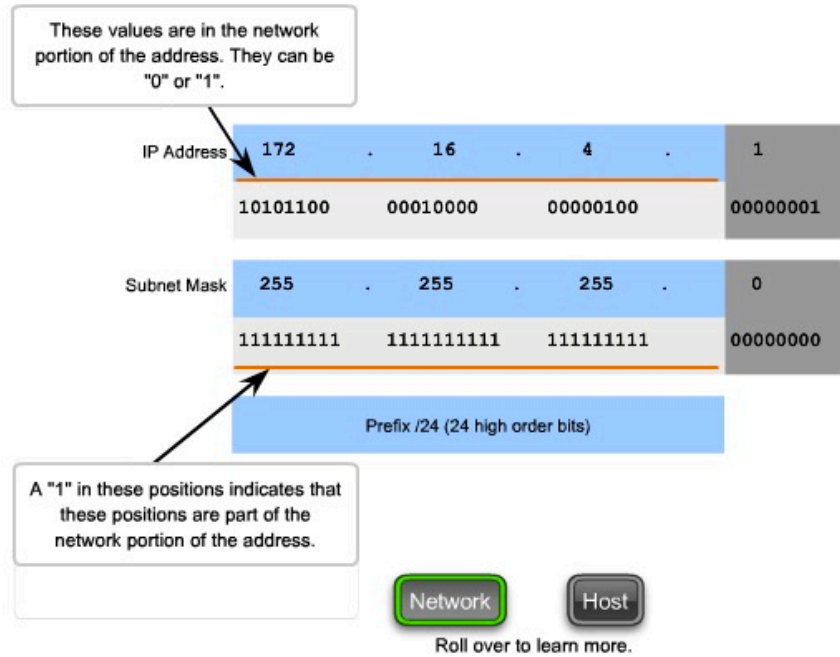 These values are in the network
portion of the address. They can be
"0" or "1".
IP Address 172 . 16 . 4 . 1
10101100 00010000 00000100 00000001
Subnet Mask 255 . 255 . 255 . 0
111111111 1111111111 111111111 00000000
Prefix /24 (24 high order bits)
A "1" in these positions indicates that
these positions are part of the
network portion of the address.
Network Host
Roll over to learn more.